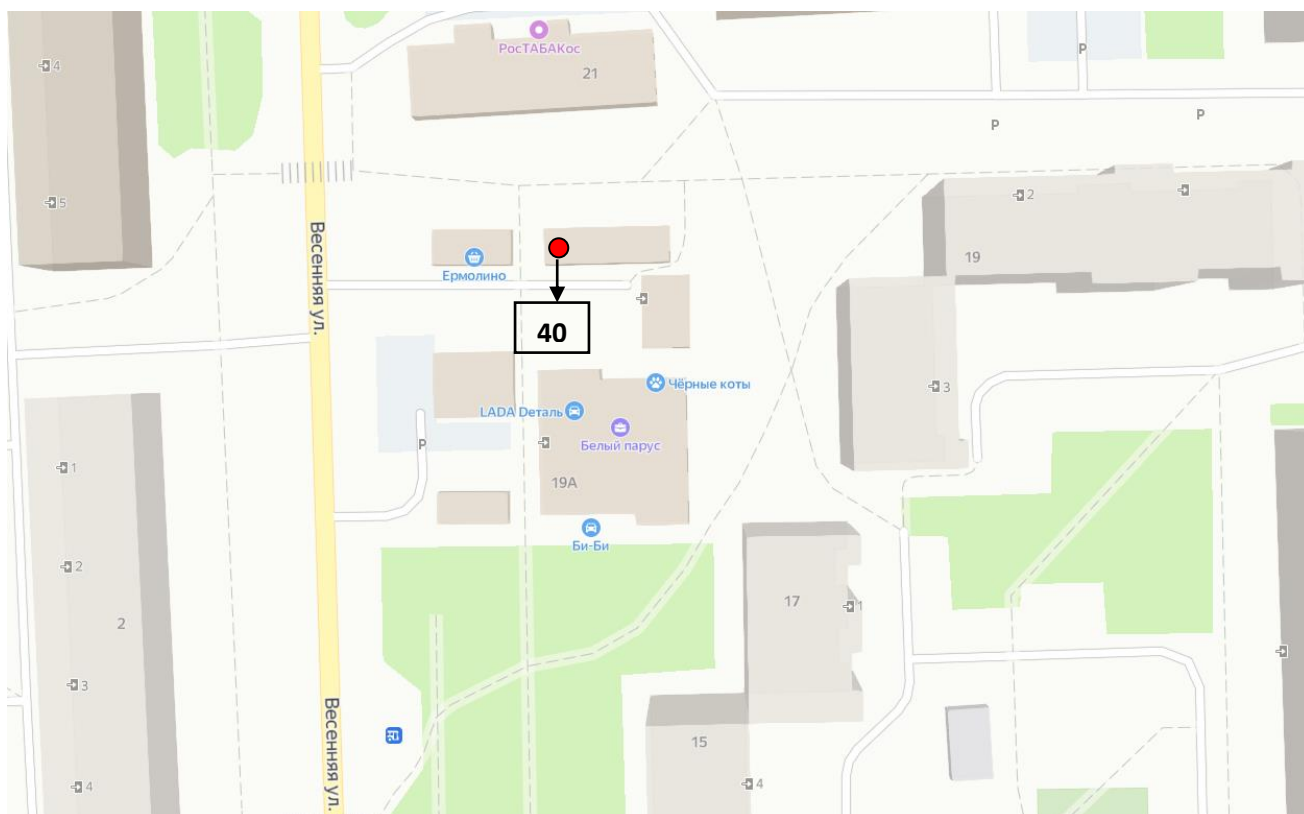 РосТАБАКос
21
4
P
P
P
5
2
Весенняя ул.
19
Ермолино
40
3
Чёрные коты
LADA Dеталь
Белый парус
P
1
19А
Би-Би
2
17
1
2
3
Весенняя ул.
15
4
4